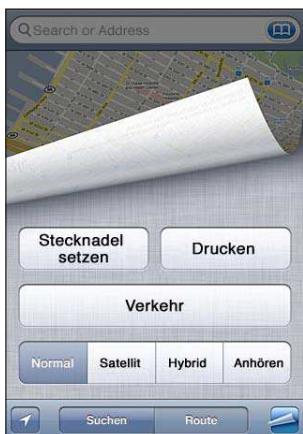 Search or Address
Stecknadel
setzen
Drucken
Verkehr
Normal Satellit Hybrid Anhören
Suchen Route